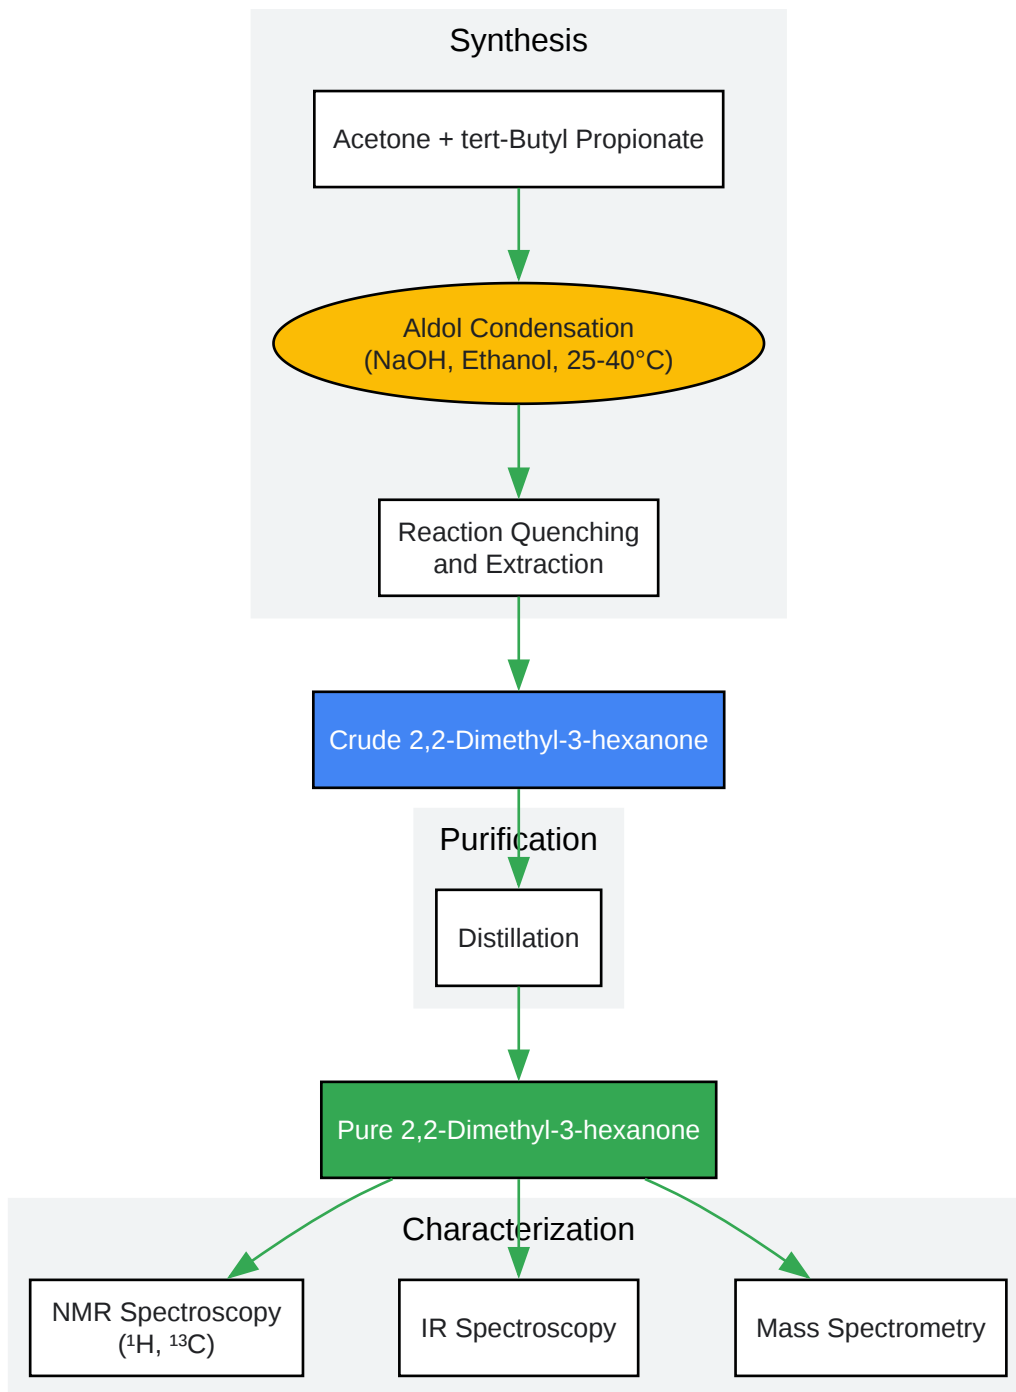 Synthesis
Acetone + tert-Butyl Propionate
Aldol Condensation
(NaOH, Ethanol, 25-40°C)
Reaction Quenching
and Extraction
Crude 2,2-Dimethyl-3-hexanone
Purification
Distillation
Pure 2,2-Dimethyl-3-hexanone
Characterization
NMR Spectroscopy
(¹H, ¹³C)
IR Spectroscopy
Mass Spectrometry